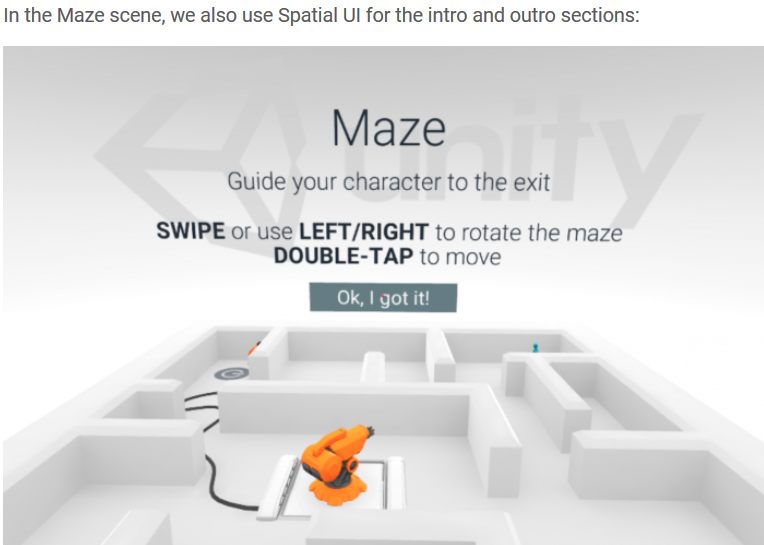 In the Maze scene, we also use Spatial UI for the intro and outro sections:
unity
Maze
Guide your character to the exit
SWIPE or use LEFT/RIGHT to rotate the maze
DOUBLE-TAP to move
Ok, I got it!